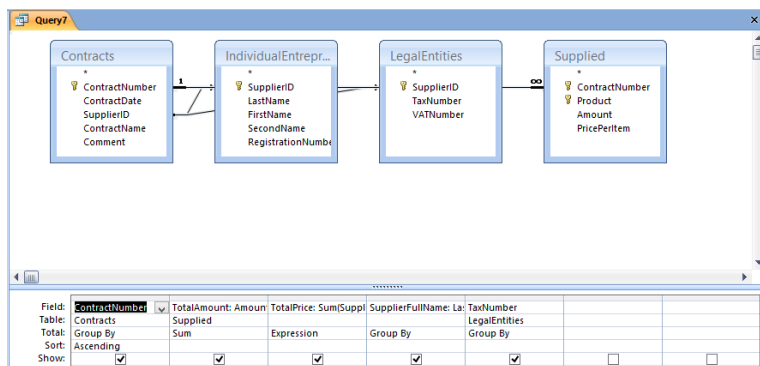 Query7
Contracts
*
ContractNumber
ContractDate
SupplierID
ContractName
Comment
IndividualEntrepr...
*
SupplierID
LastName
FirstName
SecondName
RegistrationNumbe
LegalEntities
*
SupplierID
TaxNumber
VATNumber
Supplied
*
ContractNumber
Product
Amount
PricePerItem
1
∞
Field: ContractNumber TotalAmount: Amoun TotalPrice: Sum(Suppl SupplierFullName: La: TaxNumber
Table: Contracts Supplied LegalEntities
Total: Group By Sum Expression Group By Group By
Sort: Ascending
Show: